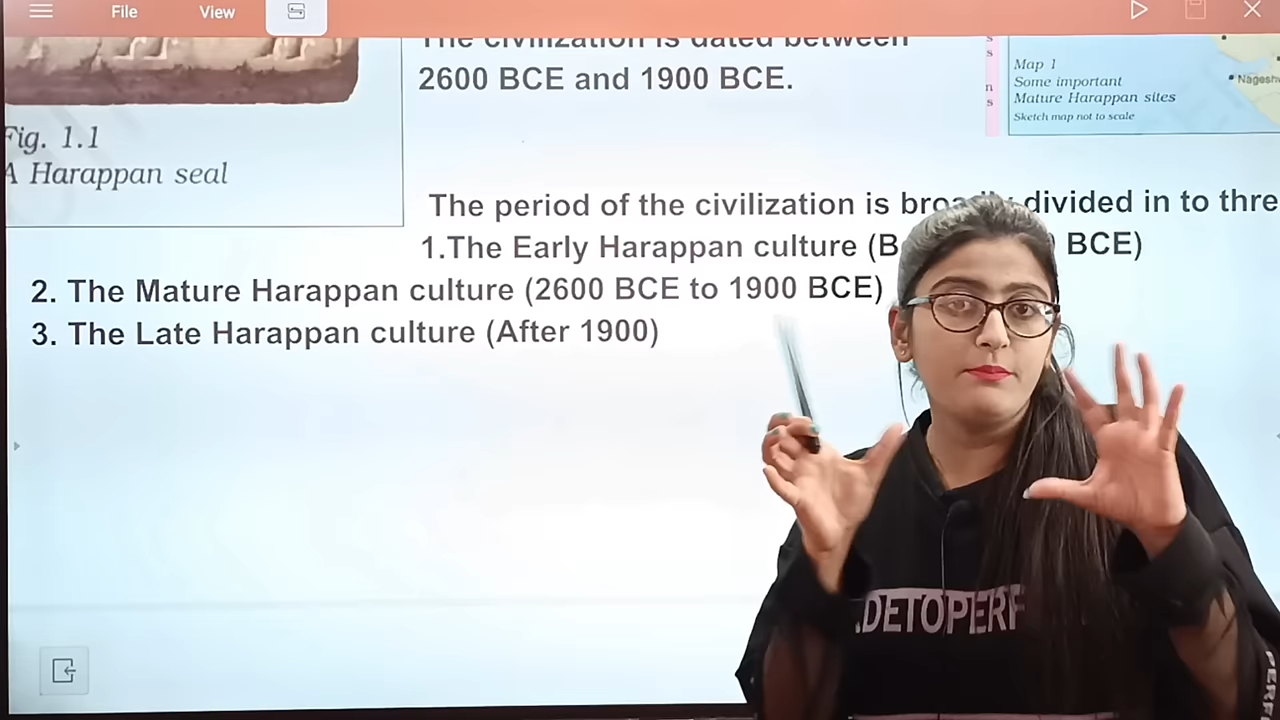 File View
The civilization is dated between
2600 BCE and 1900 BCE.
Fig. 1.1
A Harappan seal
Map 1
Some important
Mature Harappan sites
Sketch map not to scale
The period of the civilization is divided in to
1.The Early Harappan culture BCE)
2. The Mature Harappan culture (2600 BCE to 1900 BCE)
3. The Late Harappan culture (After 1900)